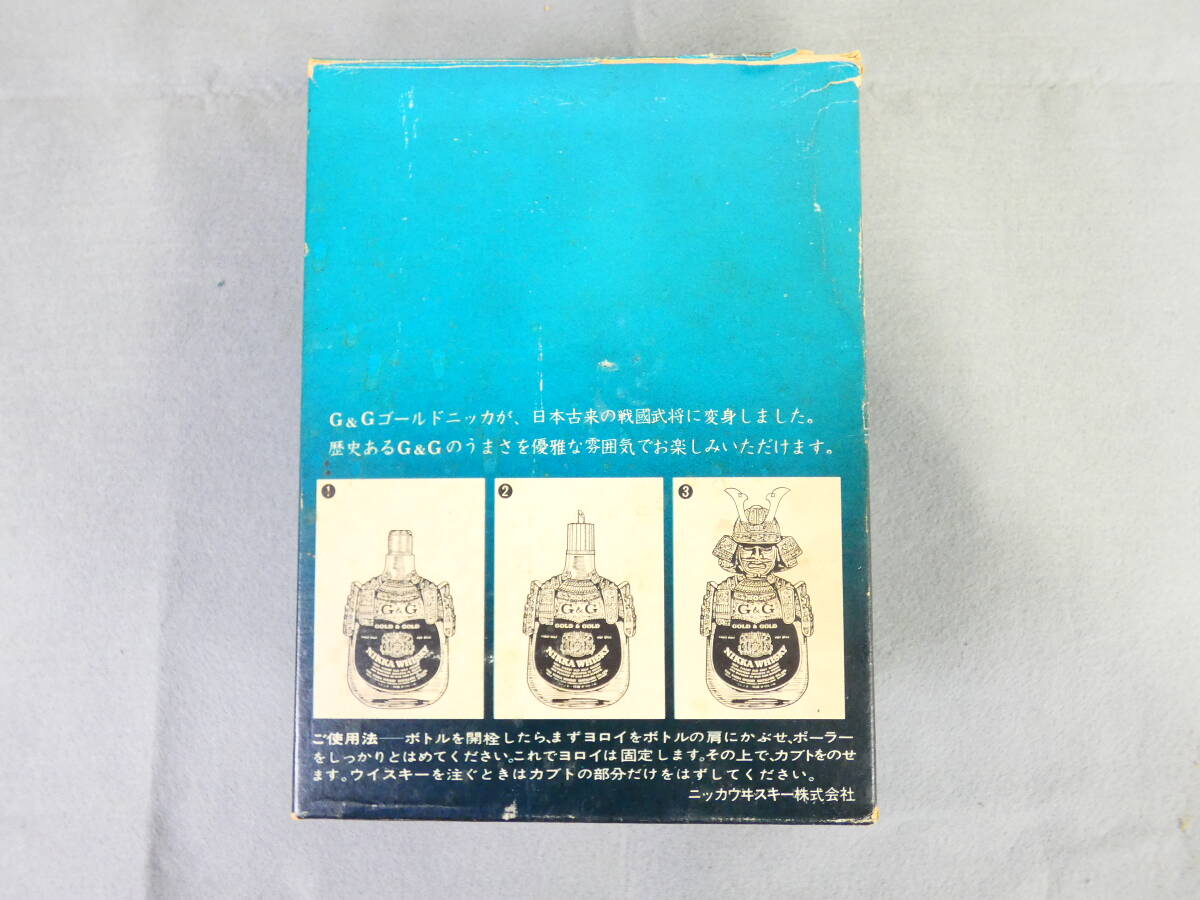 G&Gゴールドニッカが、日本古来の戦國武将に変身しました。
歴史あるG&Gのうまさを優雅な雰囲気でお楽しみいただけます。
1
2
3
G&G
GOLD & GOLD
NIKKA WHISKY
G&G
GOLD & GOLD
NIKKA WHISKY
G&G
GOLD & GOLD
NIKKA WHISKY
ご使用法──ボトルを開栓したら、まずヨロイをボトルの肩にかぶせ、ポーラー
をしっかりとはめてください。これでヨロイは固定します。その上で、カブトをのせ
ます。ウイスキーを注ぐときはカブトの部分だけをはずしてください。
ニッカウヰスキー株式会社